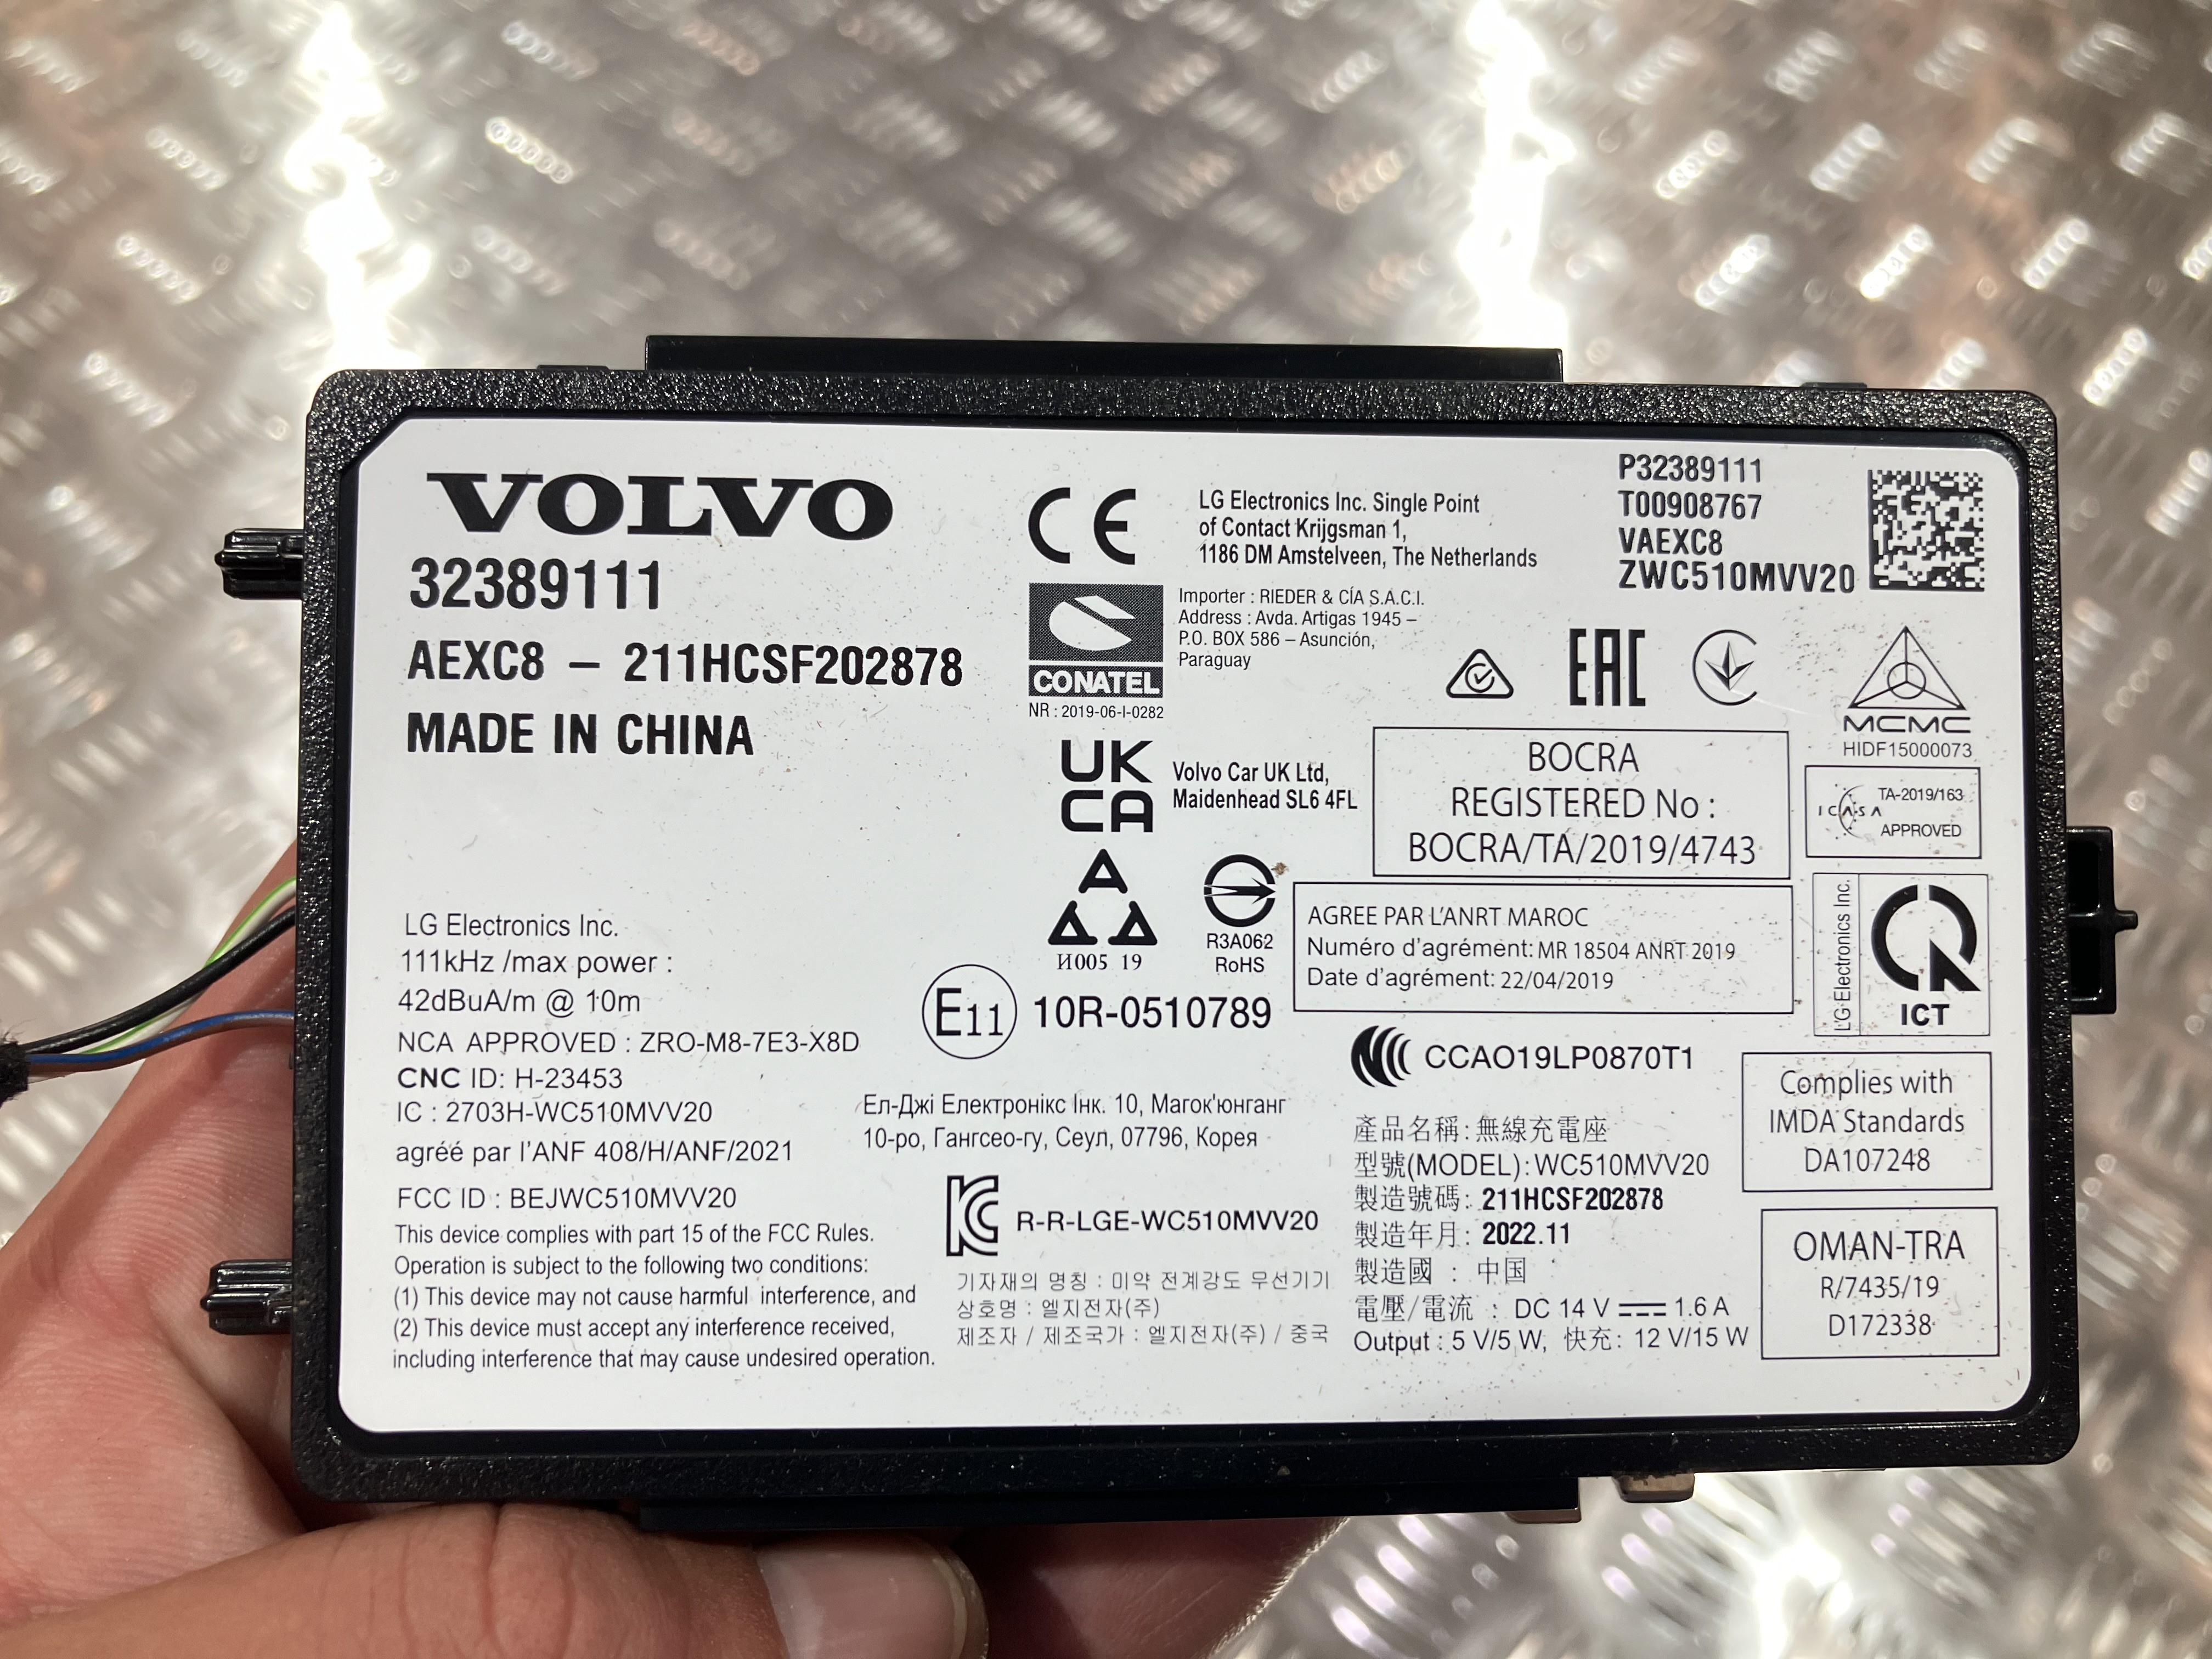 VOLVO
32389111
AEXC8 – 211HCSF202878
MADE IN CHINA
LG Electronics Inc.
111kHz /max power :
42dBuA/m @ 10m
NCA APPROVED : ZRO-M8-7E3-X8D
CNC ID: H-23453
IC : 2703H-WC510MVV20
agréé par l'ANF 408/H/ANF/2021
FCC ID : BEJWC510MVV20
This device complies with part 15 of the FCC Rules.
Operation is subject to the following two conditions:
(1) This device may not cause harmful interference, and
(2) This device must accept any interference received,
including interference that may cause undesired operation.
CE
LG Electronics Inc. Single Point
of Contact Krijgsman 1,
1186 DM Amstelveen, The Netherlands
CONATEL
NR : 2019-06-I-0282
Importer : RIEDER & CÍA S.A.C.I.
Address : Avda. Artigas 1945 –
P.O. BOX 586 – Asunción,
Paraguay
UK
CA
Volvo Car UK Ltd,
Maidenhead SL6 4FL
И005 19
R3A062
RoHS
E11 10R-0510789
Ел-Джі Електронікс Інк. 10, Магок'юнганг
10-ро, Гангсео-гу, Сеул, 07796, Корея
R-R-LGE-WC510MVV20
기자재의 명칭 : 미약 전계강도 무선기기
상호명 : 엘지전자(주)
제조자 / 제조국가 : 엘지전자(주) / 중국
P32389111
T00908767
VAEXC8
ZWC510MVV20
EAC
MCMC
HIDF15000073
BOCRA
REGISTERED No :
BOCRA/TA/2019/4743
ICASA
TA-2019/163
APPROVED
AGREE PAR L'ANRT MAROC
Numéro d'agrément: MR 18504 ANRT 2019
Date d'agrément: 22/04/2019
LG Electronics Inc.
ICT
CCAO19LP0870T1
產品名稱: 無線充電座
型號(MODEL): WC510MVV20
製造號碼: 211HCSF202878
製造年月: 2022.11
製造國 : 中国
電壓/電流 : DC 14 V ⎓ 1.6 A
Output : 5 V/5 W, 快充: 12 V/15 W
Complies with
IMDA Standards
DA107248
OMAN-TRA
R/7435/19
D172338